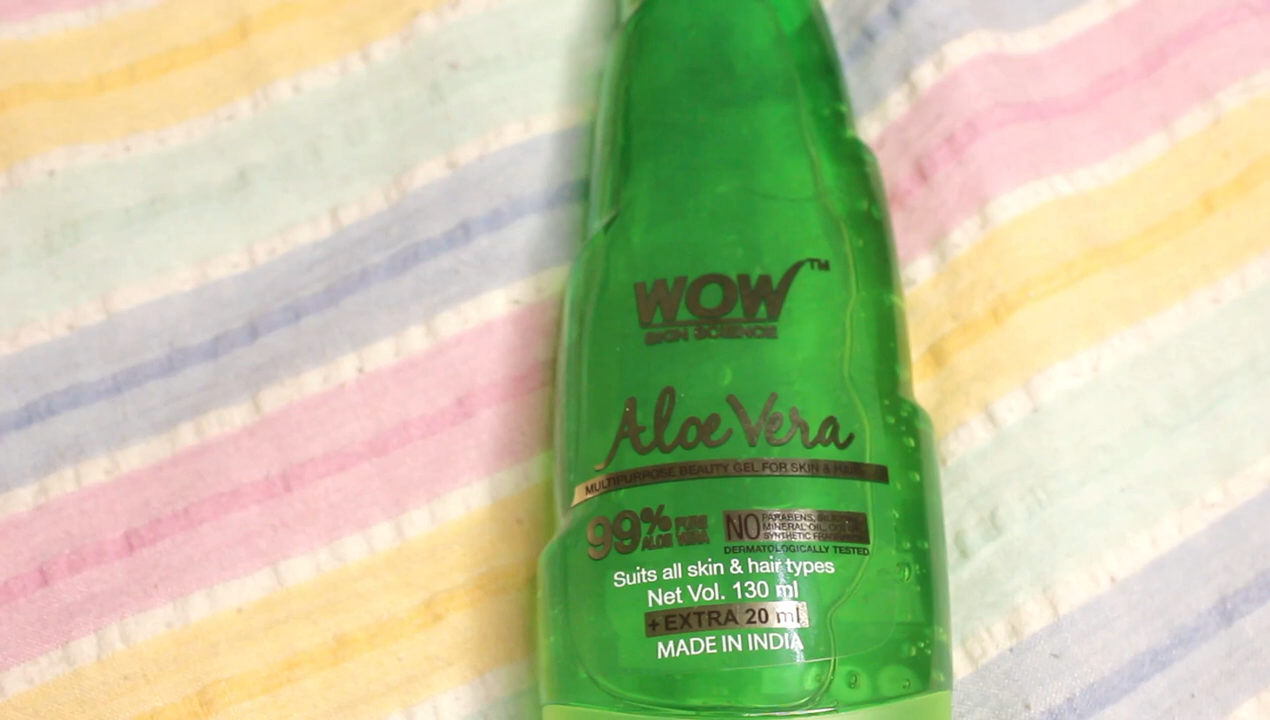 WOW™
SKIN SCIENCE
Aloe Vera
MULTIPURPOSE BEAUTY GEL FOR SKIN & HAIR
99% PURE
ALOE VERA
NO PARABENS,
MINERAL OIL,
SYNTHETIC
DERMATOLOGICALLY TESTED
Suits all skin & hair types
Net Vol. 130 ml
+EXTRA 20 ml
MADE IN INDIA